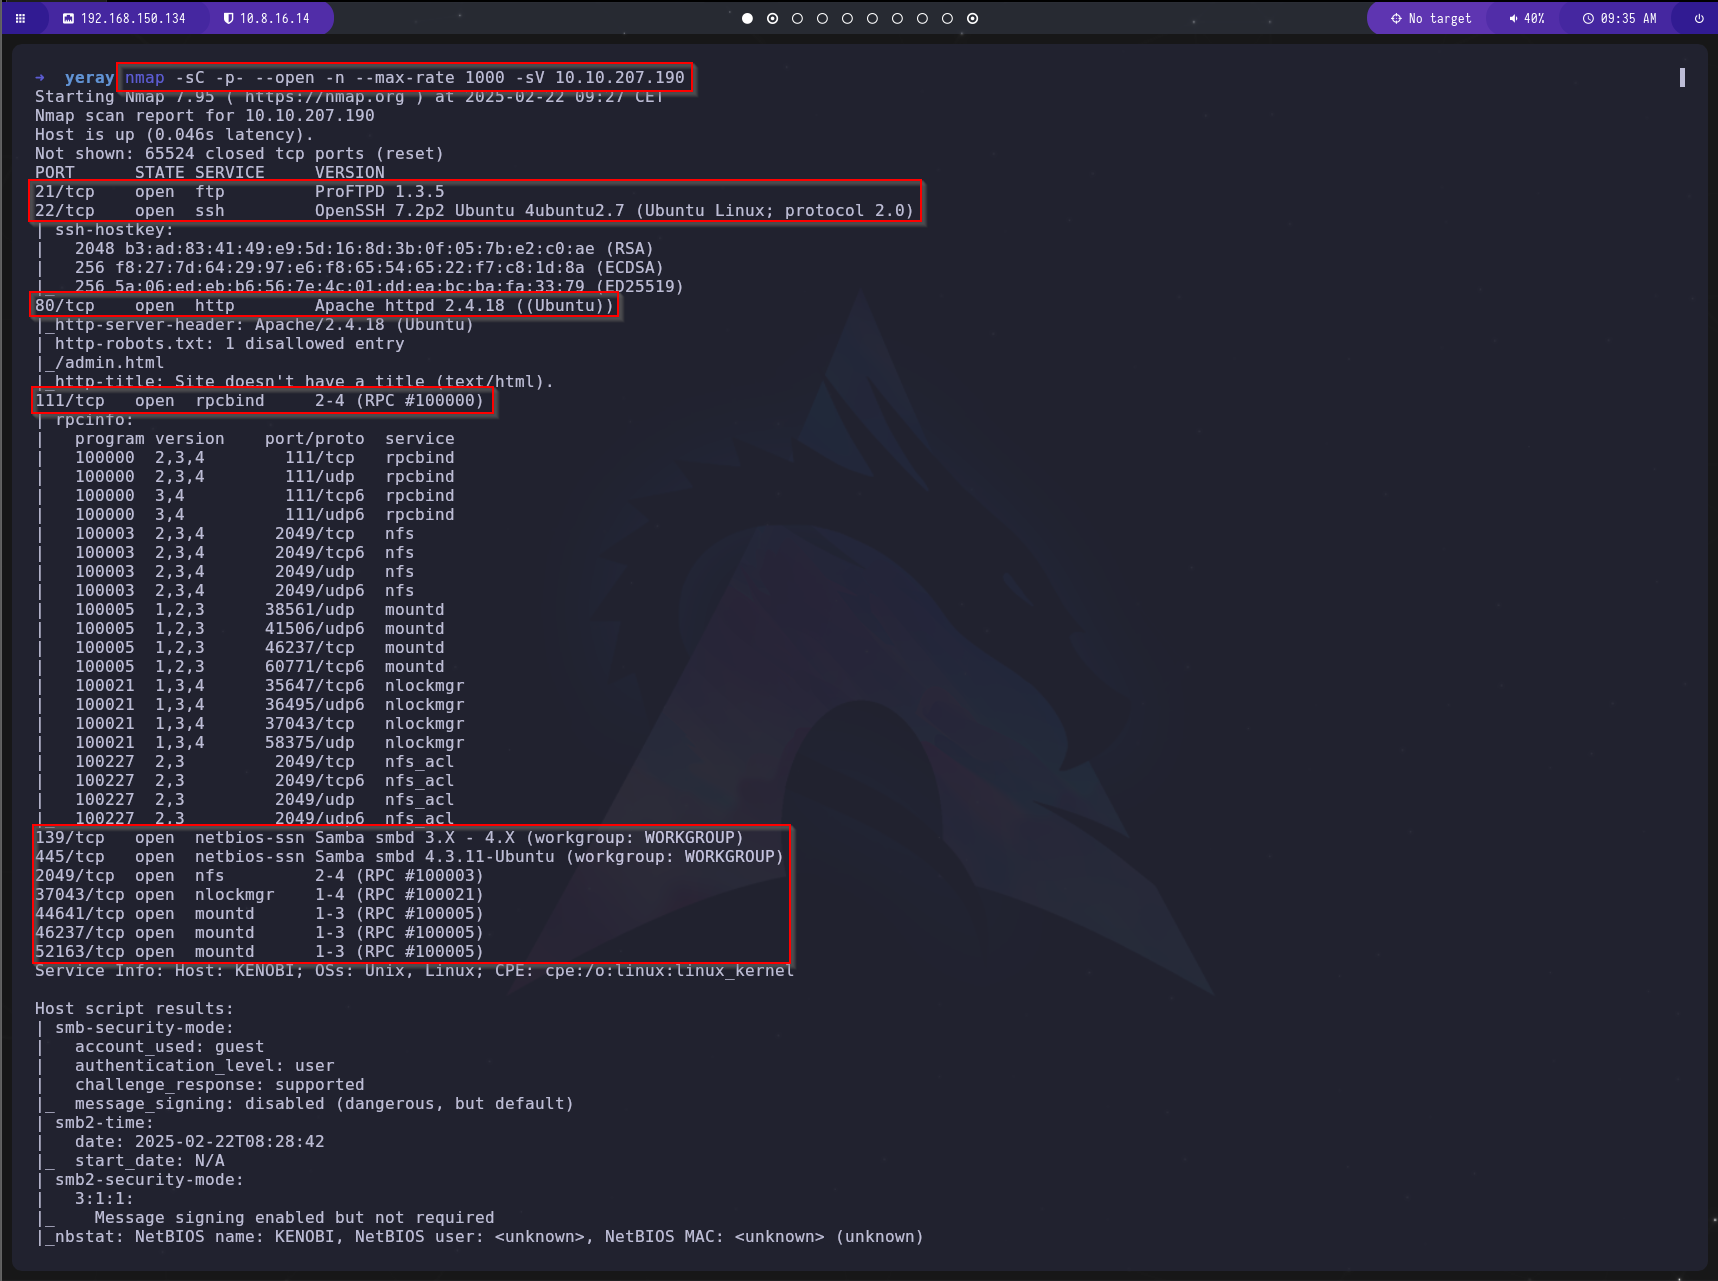 192.168.150.134 10.8.16.14 No target 40% 09:35 AM
→ yeray nmap -sC -p- --open -n --max-rate 1000 -sV 10.10.207.190
Starting Nmap 7.95 ( https://nmap.org ) at 2025-02-22 09:27 CET
Nmap scan report for 10.10.207.190
Host is up (0.046s latency).
Not shown: 65524 closed tcp ports (reset)
PORT      STATE SERVICE     VERSION
21/tcp    open  ftp         ProFTPD 1.3.5
22/tcp    open  ssh         OpenSSH 7.2p2 Ubuntu 4ubuntu2.7 (Ubuntu Linux; protocol 2.0)
| ssh-hostkey:
|   2048 b3:ad:83:41:49:e9:5d:16:8d:3b:0f:05:7b:e2:c0:ae (RSA)
|   256 f8:27:7d:64:29:97:e6:f8:65:54:65:22:f7:c8:1d:8a (ECDSA)
|_  256 5a:06:ed:eb:b6:56:7e:4c:01:dd:ea:bc:ba:fa:33:79 (ED25519)
80/tcp    open  http        Apache httpd 2.4.18 ((Ubuntu))
|_http-server-header: Apache/2.4.18 (Ubuntu)
| http-robots.txt: 1 disallowed entry
|_/admin.html
|_http-title: Site doesn't have a title (text/html).
111/tcp   open  rpcbind     2-4 (RPC #100000)
| rpcinfo:
|   program version    port/proto  service
|   100000  2,3,4        111/tcp   rpcbind
|   100000  2,3,4        111/udp   rpcbind
|   100000  3,4          111/tcp6  rpcbind
|   100000  3,4          111/udp6  rpcbind
|   100003  2,3,4       2049/tcp   nfs
|   100003  2,3,4       2049/tcp6  nfs
|   100003  2,3,4       2049/udp   nfs
|   100003  2,3,4       2049/udp6  nfs
|   100005  1,2,3      38561/udp   mountd
|   100005  1,2,3      41506/udp6  mountd
|   100005  1,2,3      46237/tcp   mountd
|   100005  1,2,3      60771/tcp6  mountd
|   100021  1,3,4      35647/tcp6  nlockmgr
|   100021  1,3,4      36495/udp6  nlockmgr
|   100021  1,3,4      37043/tcp   nlockmgr
|   100021  1,3,4      58375/udp   nlockmgr
|   100227  2,3         2049/tcp   nfs_acl
|   100227  2,3         2049/tcp6  nfs_acl
|   100227  2,3         2049/udp   nfs_acl
|_  100227  2,3         2049/udp6  nfs_acl
139/tcp   open  netbios-ssn Samba smbd 3.X - 4.X (workgroup: WORKGROUP)
445/tcp   open  netbios-ssn Samba smbd 4.3.11-Ubuntu (workgroup: WORKGROUP)
2049/tcp  open  nfs         2-4 (RPC #100003)
37043/tcp open  nlockmgr    1-4 (RPC #100021)
44641/tcp open  mountd      1-3 (RPC #100005)
46237/tcp open  mountd      1-3 (RPC #100005)
52163/tcp open  mountd      1-3 (RPC #100005)
Service Info: Host: KENOBI; OSs: Unix, Linux; CPE: cpe:/o:linux:linux_kernel
Host script results:
| smb-security-mode:
|   account_used: guest
|   authentication_level: user
|   challenge_response: supported
|_  message_signing: disabled (dangerous, but default)
| smb2-time:
|   date: 2025-02-22T08:28:42
|_  start_date: N/A
| smb2-security-mode:
|   3:1:1:
|_    Message signing enabled but not required
|_nbstat: NetBIOS name: KENOBI, NetBIOS user: <unknown>, NetBIOS MAC: <unknown> (unknown)